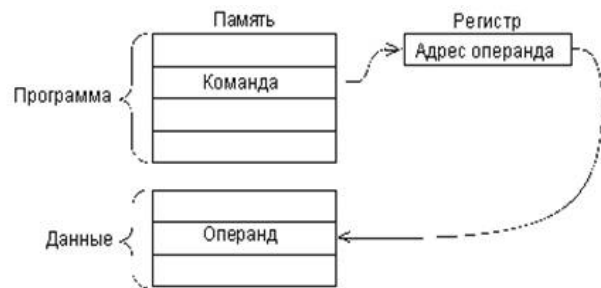 Память
Регистр
Адрес операнда
Команда
Программа
Операнд
Данные